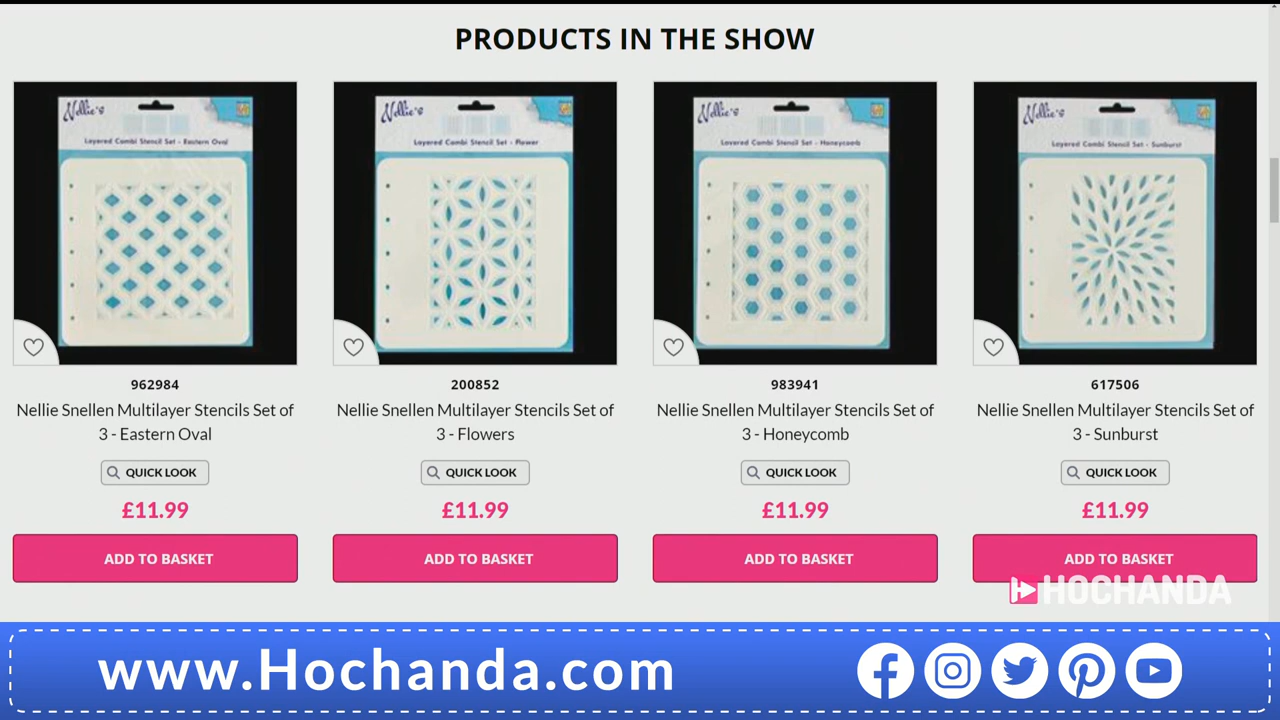 PRODUCTS IN THE SHOW
Nellie's
Layered Combi Stencil Set - Eastern Oval
Nellie's
Layered Combi Stencil Set - Flower
Nellie's
Layered Combi Stencil Set - Honeycomb
Nellie's
Layered Combi Stencil Set - Sunburst
962984
Nellie Snellen Multilayer Stencils Set of
3 - Eastern Oval
QUICK LOOK
£11.99
ADD TO BASKET
200852
Nellie Snellen Multilayer Stencils Set of
3 - Flowers
QUICK LOOK
£11.99
ADD TO BASKET
983941
Nellie Snellen Multilayer Stencils Set of
3 - Honeycomb
QUICK LOOK
£11.99
ADD TO BASKET
617506
Nellie Snellen Multilayer Stencils Set of
3 - Sunburst
QUICK LOOK
£11.99
ADD TO BASKET
HOCHANDA
www.Hochanda.com